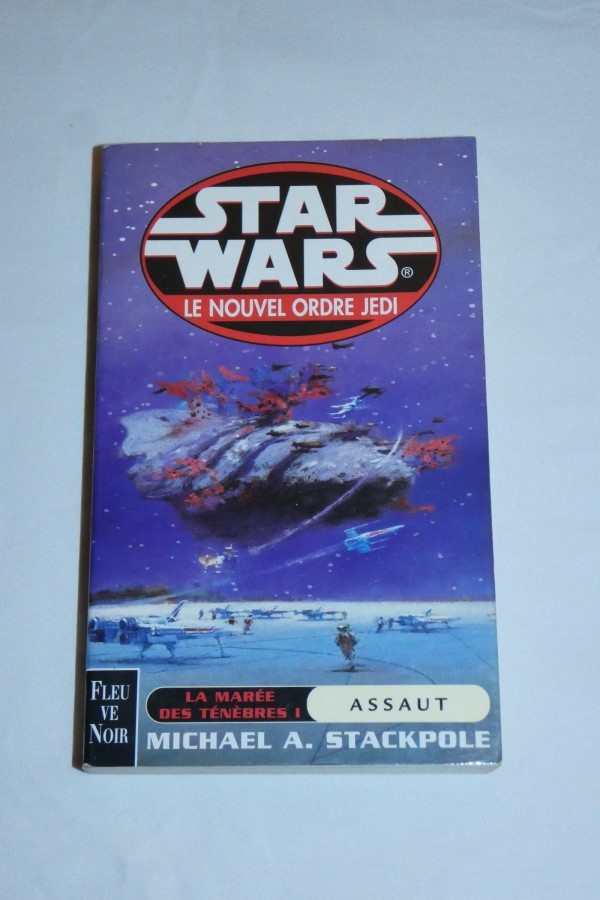 STAR
WARS®
LE NOUVEL ORDRE JEDI
LA MARÉE
DES TÉNÈBRES I
ASSAUT
FLEU
VE
NOIR
MICHAEL A. STACKPOLE